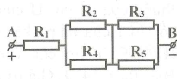 R₂ R₃
A R₁ B
+ R₄ R₅ −